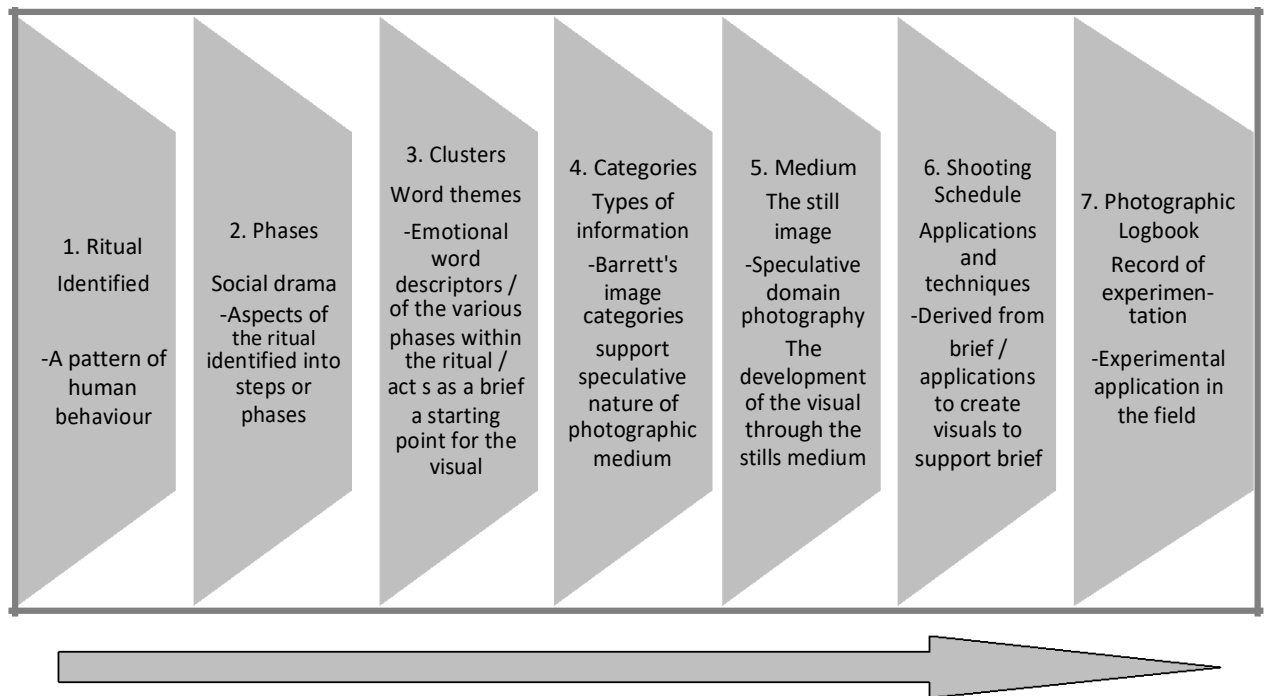 1. Ritual
Identified
-A pattern of
human
behaviour
2. Phases
Social drama
-Aspects of
the ritual
identified into
steps or
phases
3. Clusters
Word themes
-Emotional
word
descriptors /
of the various
phases within
the ritual /
act s as a brief
a starting
point for the
visual
4. Categories
Types of
information
-Barrett's
image
categories
support
speculative
nature of
photographic
medium
5. Medium
The still
image
-Speculative
domain
photography
The
development
of the visual
through the
stills medium
6. Shooting
Schedule
Applications
and
techniques
-Derived from
brief /
applications
to create
visuals to
support brief
7. Photographic
Logbook
Record of
experimen-
tation
-Experimental
application in
the field